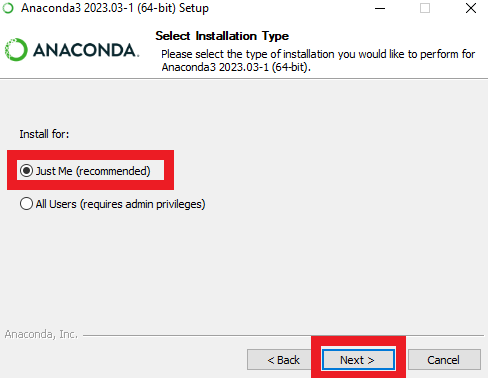 Anaconda3 2023.03-1 (64-bit) Setup
ANACONDA.
Select Installation Type
Please select the type of installation you would like to perform for
Anaconda3 2023.03-1 (64-bit).
Install for:
Just Me (recommended)
All Users (requires admin privileges)
Anaconda, Inc.
< Back
Next >
Cancel